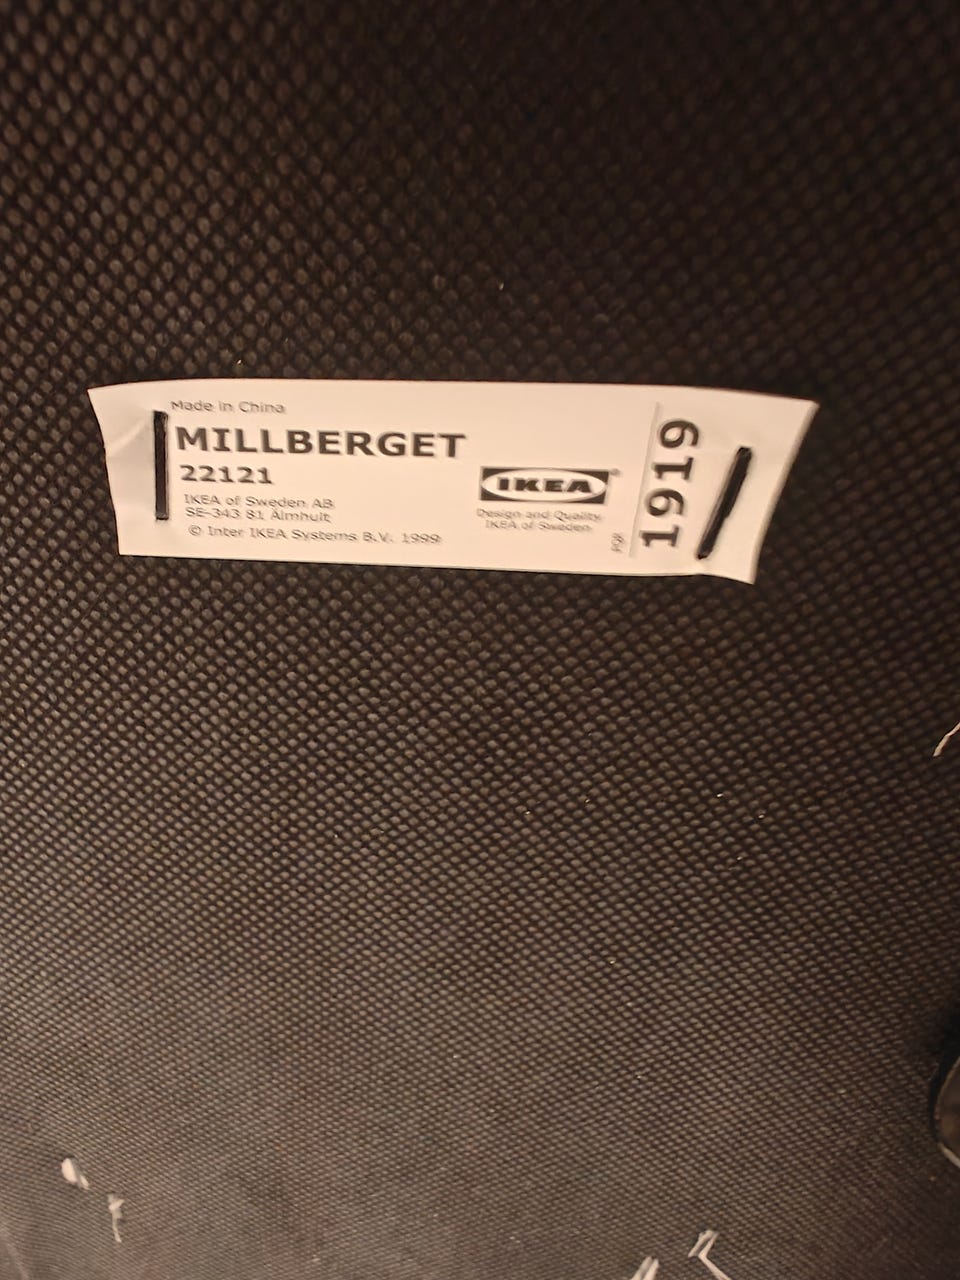 Made in China
MILLBERGET
22121
IKEA of Sweden AB
SE-343 81 Älmhult
© Inter IKEA Systems B.V. 1999
IKEA®
Design and Quality
IKEA of Sweden
1919